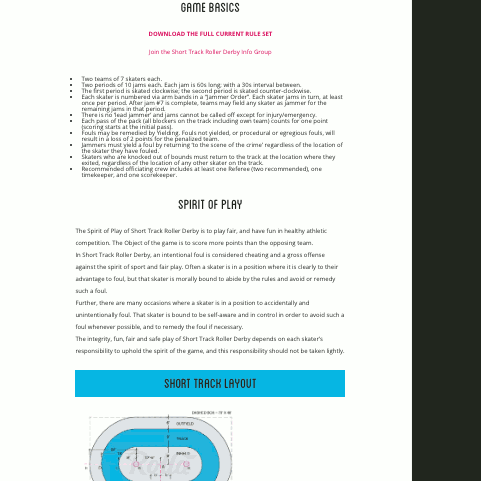 GAME BASICS
DOWNLOAD THE FULL CURRENT RULE SET
Join the Short Track Roller Derby Info Group
Two teams of 7 skaters each.
Two periods of 10 jams each. Each jam is 60s long, with a 30s interval between.
The first period is skated clockwise, the second period is skated counter-clockwise.
Each skater is numbered via arm bands in a "Jammer Order". Each skater jams in turn, at least
once per period. After jam #7 is complete, teams may field any skater as jammer for the
remaining jams in that period.
There is no 'lead jammer' and jams cannot be called off except for injury/emergency.
Each pass of the pack (all blockers on the track including own team) counts for one point
(scoring starts at the initial pass).
Fouls may be remedied by Yielding. Fouls not yielded, or procedural or egregious fouls, will
result in a loss of 2 points for the penalized team.
Jammers must yield a foul by returning 'to the scene of the crime' regardless of the location of
the skater they have fouled.
Skaters who are knocked out of bounds must return to the track at the location where they
exited, regardless of the location of any other skater on the track.
Recommended officiating crew includes at least one Referee (two recommended), one
timekeeper, and one scorekeeper.
SPIRIT OF PLAY
The Spirit of Play of Short Track Roller Derby is to play fair, and have fun in healthy athletic
competition. The Object of the game is to score more points than the opposing team.
In Short Track Roller Derby, an intentional foul is considered cheating and a gross offense
against the spirit of sport and fair play. Often a skater is in a position where it is clearly to their
advantage to foul, but that skater is morally bound to abide by the rules and avoid or remedy
such a foul.
Further, there are many occasions where a skater is in a position to accidentally and
unintentionally foul. That skater is bound to be self-aware and in control in order to avoid such a
foul whenever possible, and to remedy the foul if necessary.
The integrity, fun, fair and safe play of Short Track Roller Derby depends on each skater's
responsibility to uphold the spirit of the game, and this responsibility should not be taken lightly.
SHORT TRACK LAYOUT
OUTFIELD
TRACK
INFIELD